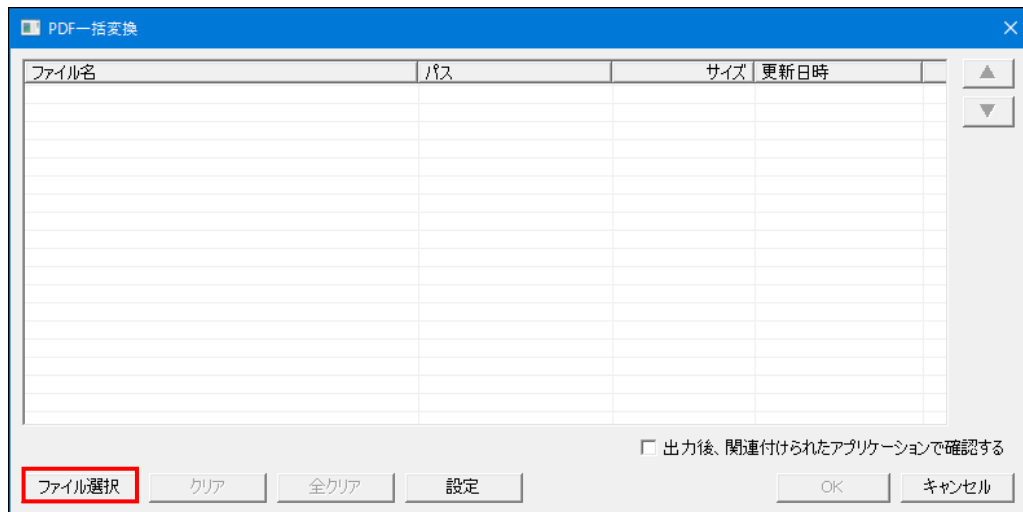 PDF一括変換
ファイル名 パス サイズ 更新日時
出力後、関連付けられたアプリケーションで確認する
ファイル選択 クリア 全クリア 設定 OK キャンセル